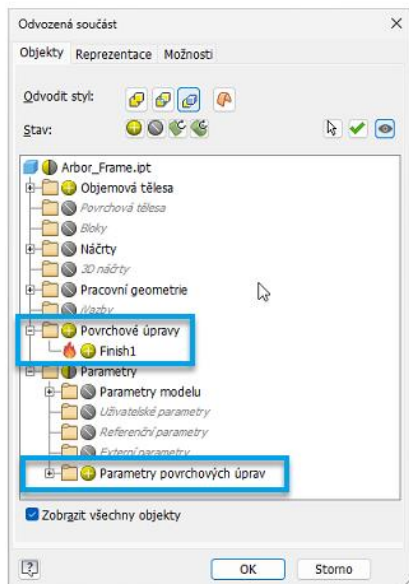 Odvozená součást
Objekty Reprezentace Možnosti
Odvodit styl:
Stav:
Arbor_Frame.ipt
Objemová tělesa
Povrchová tělesa
Bloky
Náčrty
3D náčrty
Pracovní geometrie
iVazby
Povrchové úpravy
Finish1
Parametry
Parametry modelu
Uživatelské parametry
Referenční parametry
Externí parametry
Parametry povrchových úprav
Zobrazit všechny objekty
OK Storno